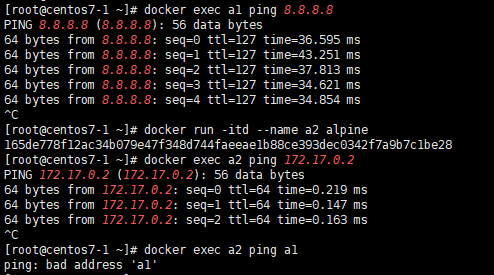 [root@centos7-1 ~]# docker exec a1 ping 8.8.8.8
PING 8.8.8.8 (8.8.8.8): 56 data bytes
64 bytes from 8.8.8.8: seq=0 ttl=127 time=36.595 ms
64 bytes from 8.8.8.8: seq=1 ttl=127 time=43.251 ms
64 bytes from 8.8.8.8: seq=2 ttl=127 time=37.813 ms
64 bytes from 8.8.8.8: seq=3 ttl=127 time=34.621 ms
64 bytes from 8.8.8.8: seq=4 ttl=127 time=34.854 ms
^C
[root@centos7-1 ~]# docker run -itd --name a2 alpine
165de778f12ac34b079e47f348d744faeeae1b88ce393dec0342f7a9b7c1be28
[root@centos7-1 ~]# docker exec a2 ping 172.17.0.2
PING 172.17.0.2 (172.17.0.2): 56 data bytes
64 bytes from 172.17.0.2: seq=0 ttl=64 time=0.219 ms
64 bytes from 172.17.0.2: seq=1 ttl=64 time=0.147 ms
64 bytes from 172.17.0.2: seq=2 ttl=64 time=0.163 ms
^C
[root@centos7-1 ~]# docker exec a2 ping a1
ping: bad address 'a1'